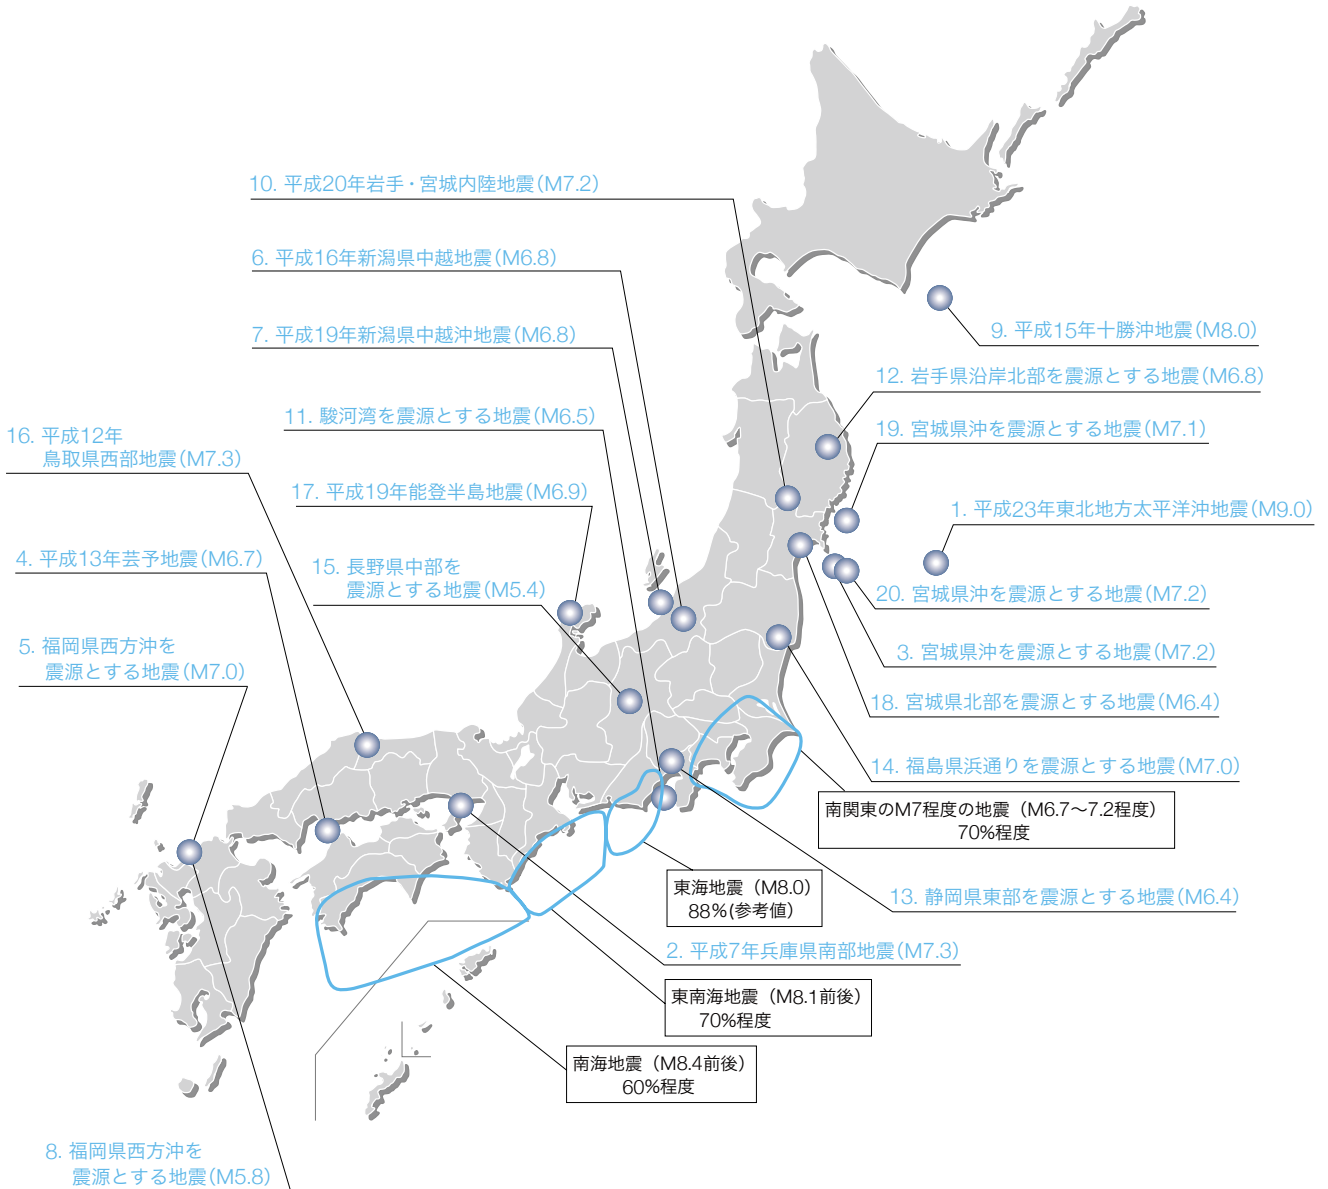 10. 平成20年岩手・宮城内陸地震(M7.2)
6. 平成16年新潟県中越地震(M6.8)
7. 平成19年新潟県中越沖地震(M6.8)
9. 平成15年十勝沖地震(M8.0)
12. 岩手県沿岸北部を震源とする地震(M6.8)
11. 駿河湾を震源とする地震(M6.5)
19. 宮城県沖を震源とする地震(M7.1)
16. 平成12年
鳥取県西部地震(M7.3)
17. 平成19年能登半島地震(M6.9)
1. 平成23年東北地方太平洋沖地震(M9.0)
4. 平成13年芸予地震(M6.7)
15. 長野県中部を
震源とする地震(M5.4)
20. 宮城県沖を震源とする地震(M7.2)
5. 福岡県西方沖を
震源とする地震(M7.0)
3. 宮城県沖を震源とする地震(M7.2)
18. 宮城県北部を震源とする地震(M6.4)
14. 福島県浜通りを震源とする地震(M7.0)
南関東のM7程度の地震（M6.7〜7.2程度）
70%程度
東海地震（M8.0）
88%(参考値）
13. 静岡県東部を震源とする地震(M6.4)
2. 平成7年兵庫県南部地震(M7.3)
東南海地震（M8.1前後）
70%程度
南海地震（M8.4前後）
60%程度
8. 福岡県西方沖を
震源とする地震(M5.8)